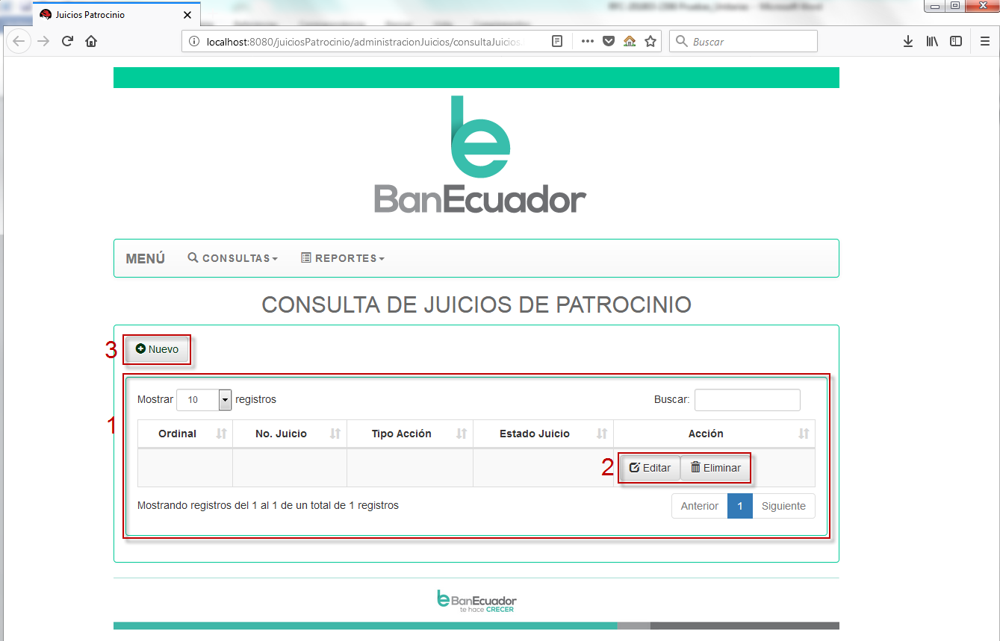 Juicios Patrocinio
localhost:8080/juiciosPatrocinio/administracionJuicios/consultaJuicios.
Buscar
BanEcuador
MENÚ CONSULTAS REPORTES
CONSULTA DE JUICIOS DE PATROCINIO
3 Nuevo
1
Mostrar 10 registros Buscar:
Ordinal No. Juicio Tipo Acción Estado Juicio Acción
2 Editar Eliminar
Mostrando registros del 1 al 1 de un total de 1 registros Anterior 1 Siguiente
BanEcuador
te hace CRECER